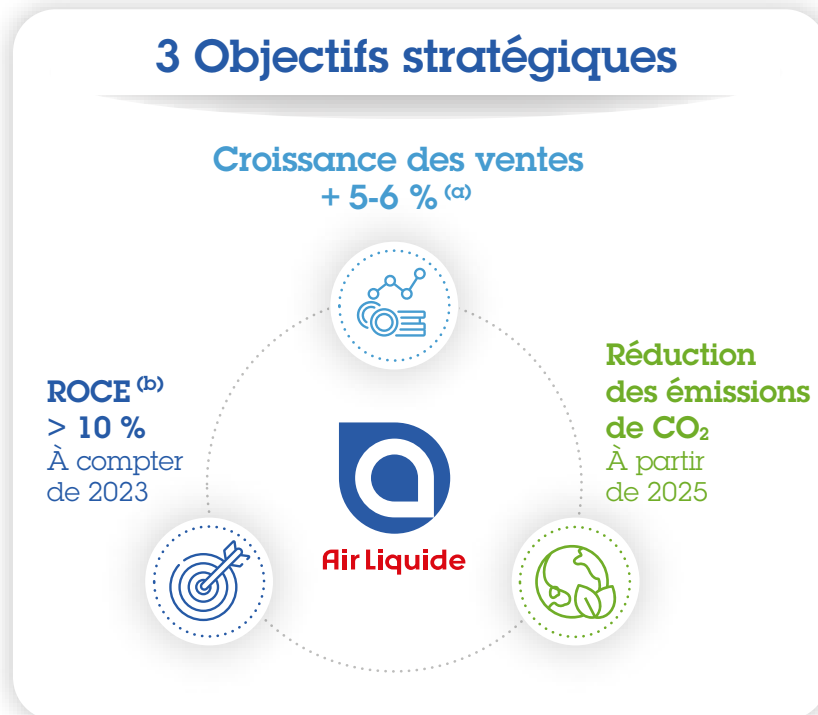 3 Objectifs stratégiques
Croissance des ventes
+ 5-6 % (a)
ROCE (b)
> 10 %
À compter
de 2023
Réduction
des émissions
de CO₂
À partir
de 2025
Air Liquide